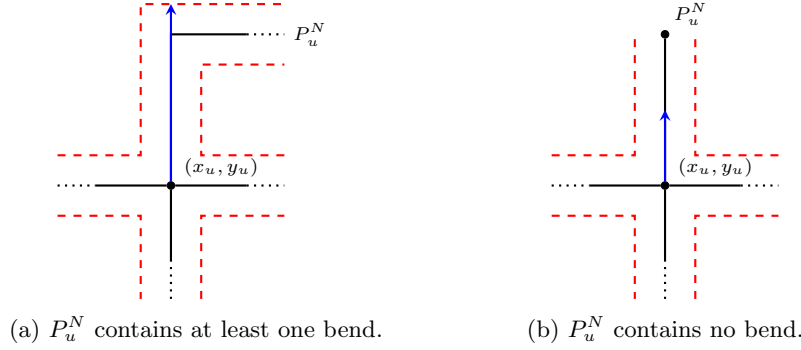 P_u^N
(x_u, y_u)
(a) P_u^N contains at least one bend.
P_u^N
(x_u, y_u)
(b) P_u^N contains no bend.